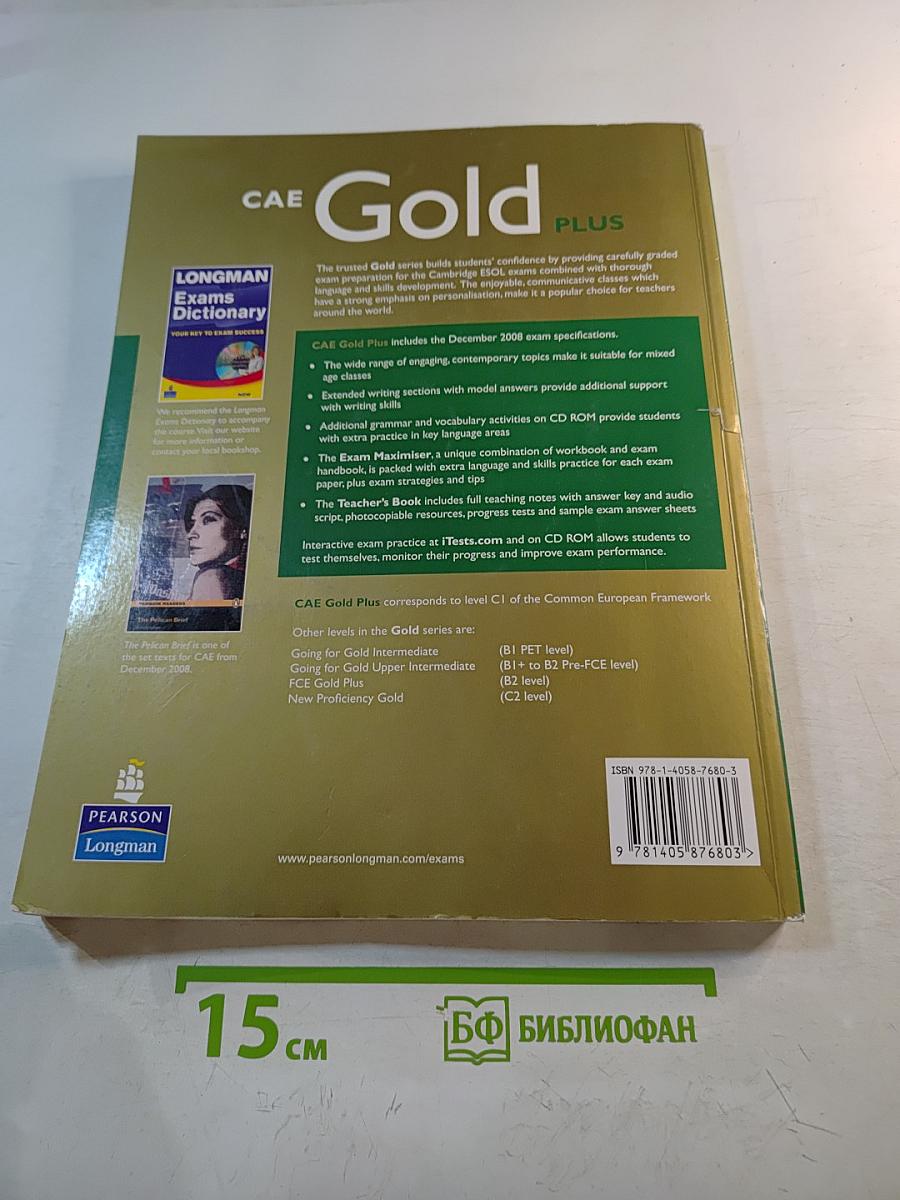 CAE Gold PLUS
The trusted Gold series builds students' confidence by providing carefully graded
exam preparation for the Cambridge ESOL exams combined with thorough
language and skills development. The enjoyable, communicative classes which
have a strong emphasis on personalisation, make it a popular choice for teachers
around the world.
LONGMAN
Exams
Dictionary
YOUR KEY TO EXAM SUCCESS
NEW
We recommend the Longman
Exams Dictionary to accompany
the course. Visit our website
for more information or
contact your local bookshop.
PENGUIN READERS
The Pelican Brief
The Pelican Brief is one of
the set texts for CAE from
December 2008.
CAE Gold Plus includes the December 2008 exam specifications.
• The wide range of engaging, contemporary topics make it suitable for mixed
age classes
• Extended writing sections with model answers provide additional support
with writing skills
• Additional grammar and vocabulary activities on CD ROM provide students
with extra practice in key language areas
• The Exam Maximiser, a unique combination of workbook and exam
handbook, is packed with extra language and skills practice for each exam
paper, plus exam strategies and tips
• The Teacher's Book includes full teaching notes with answer key and audio
script, photocopiable resources, progress tests and sample exam answer sheets
Interactive exam practice at iTests.com and on CD ROM allows students to
test themselves, monitor their progress and improve exam performance.
CAE Gold Plus corresponds to level C1 of the Common European Framework
Other levels in the Gold series are:
Going for Gold Intermediate (B1 PET level)
Going for Gold Upper Intermediate (B1+ to B2 Pre-FCE level)
FCE Gold Plus (B2 level)
New Proficiency Gold (C2 level)
PEARSON
Longman
www.pearsonlongman.com/exams
ISBN 978-1-4058-7680-3
9 781405 876803 >
15 см
БФ БИБЛИОФАН